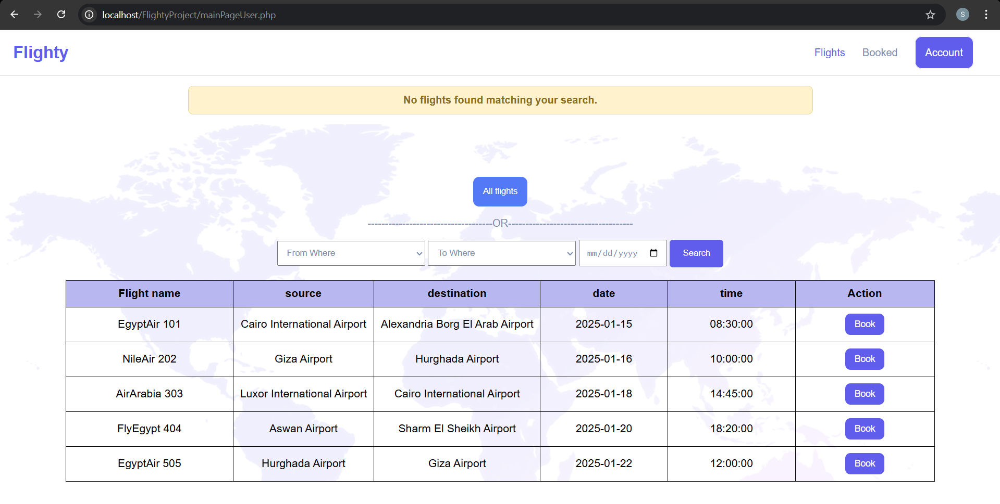 localhost/FlightyProject/mainPageUser.php
S
Flighty
Flights Booked Account
No flights found matching your search.
All flights
------------------------------------OR------------------------------------
From Where To Where mm/dd/yyyy Search
Flight name source destination date time Action
EgyptAir 101 Cairo International Airport Alexandria Borg El Arab Airport 2025-01-15 08:30:00 Book
NileAir 202 Giza Airport Hurghada Airport 2025-01-16 10:00:00 Book
AirArabia 303 Luxor International Airport Cairo International Airport 2025-01-18 14:45:00 Book
FlyEgypt 404 Aswan Airport Sharm El Sheikh Airport 2025-01-20 18:20:00 Book
EgyptAir 505 Hurghada Airport Giza Airport 2025-01-22 12:00:00 Book